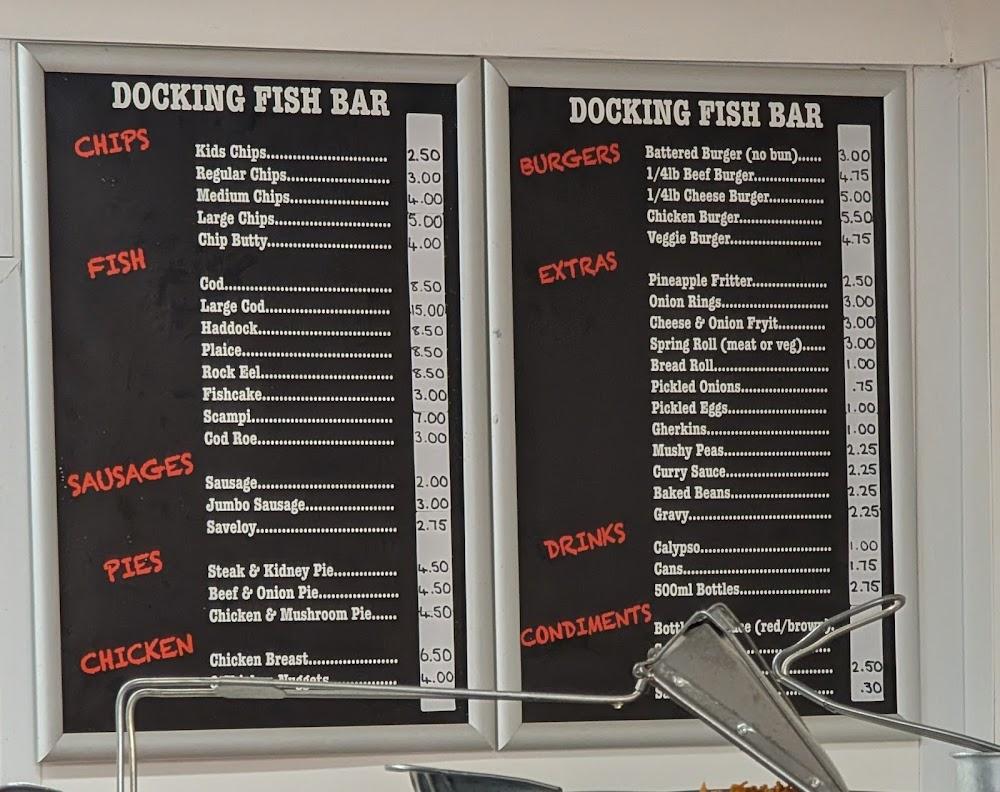 DOCKING FISH BAR
CHIPS
Kids Chips 2.50
Regular Chips 3.00
Medium Chips 4.00
Large Chips 5.00
Chip Butty 4.00
FISH
Cod 8.50
Large Cod 15.00
Haddock 8.50
Plaice 8.50
Rock Eel 8.50
Fishcake 3.00
Scampi 7.00
Cod Roe 3.00
SAUSAGES
Sausage 2.00
Jumbo Sausage 3.00
Saveloy 2.75
PIES
Steak & Kidney Pie 4.50
Beef & Onion Pie 4.50
Chicken & Mushroom Pie 4.50
CHICKEN
Chicken Breast 6.50
Nuggets 4.00
DOCKING FISH BAR
BURGERS
Battered Burger (no bun) 3.00
1/4lb Beef Burger 4.75
1/4lb Cheese Burger 5.00
Chicken Burger 5.50
Veggie Burger 4.75
EXTRAS
Pineapple Fritter 2.50
Onion Rings 3.00
Cheese & Onion Fryit 3.00
Spring Roll (meat or veg) 3.00
Bread Roll 1.00
Pickled Onions .75
Pickled Eggs 1.00
Gherkins 1.00
Mushy Peas 2.25
Curry Sauce 2.25
Baked Beans 2.25
Gravy 2.25
DRINKS
Calypso 1.00
Cans 1.75
500ml Bottles 2.75
CONDIMENTS
(red/brown)
2.50
.30